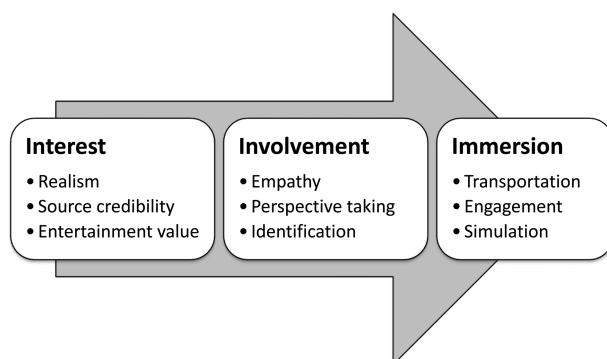 Interest
• Realism
• Source credibility
• Entertainment value
Involvement
• Empathy
• Perspective taking
• Identification
Immersion
• Transportation
• Engagement
• Simulation